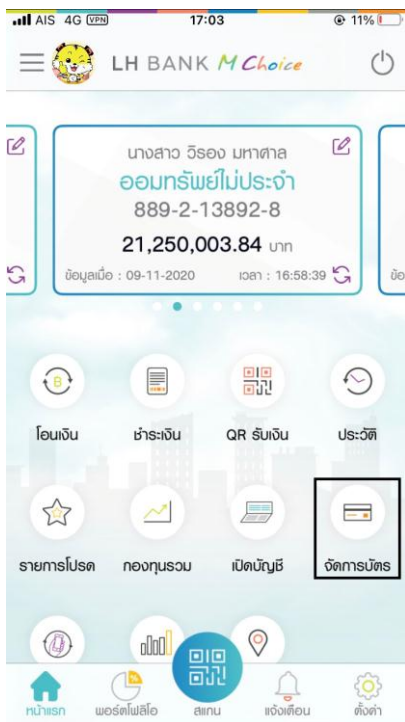 AIS 4G VPN 17:03 11%
LH BANK M Choice
นางสาว วิรอง มหาศาล
ออมทรัพย์ไม่ประจำ
889-2-13892-8
21,250,003.84 บาท
ข้อมูลเมื่อ : 09-11-2020 เวลา : 16:58:39
โอนเงิน ชำระเงิน QR รับเงิน ประวัติ
รายการโปรด กองทุนรวม เปิดบัญชี จัดการบัตร
หน้าแรก พอร์ตโฟลิโอ สแกน แจ้งเตือน ตั้งค่า